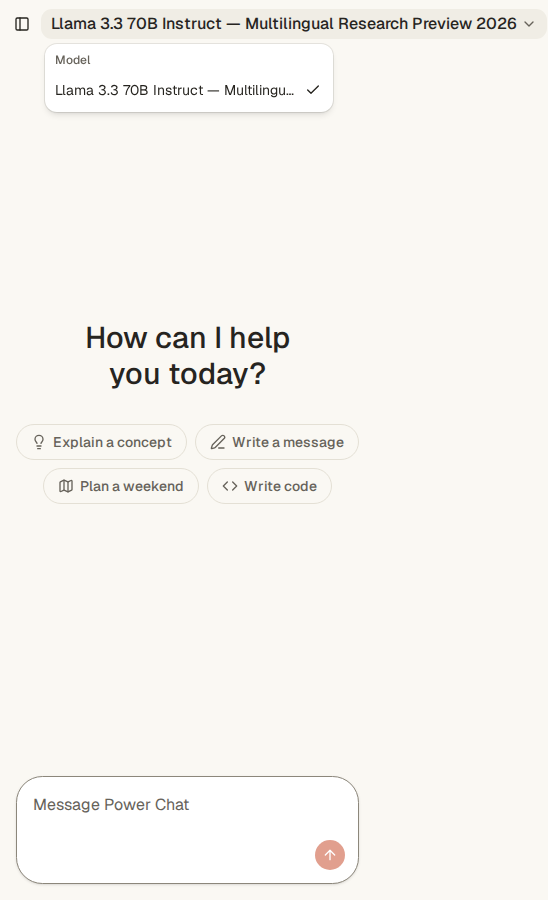 Llama 3.3 70B Instruct — Multilingual Research Preview 2026
Model
Llama 3.3 70B Instruct — Multilingu...
How can I help
you today?
Explain a concept
Write a message
Plan a weekend
Write code
Message Power Chat